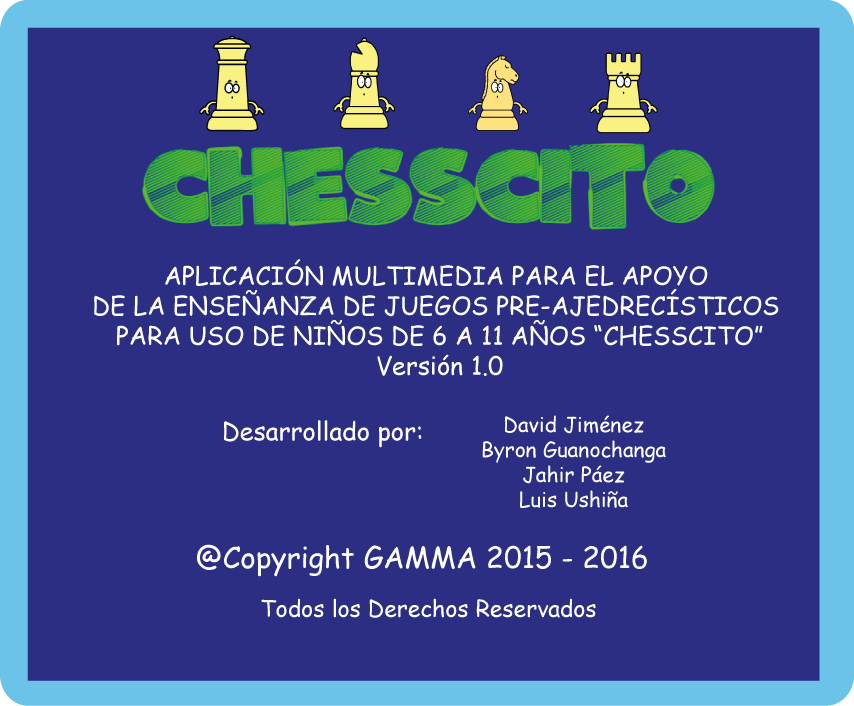 CHESSCITO
APLICACIÓN MULTIMEDIA PARA EL APOYO
DE LA ENSEÑANZA DE JUEGOS PRE-AJEDRECÍSTICOS
PARA USO DE NIÑOS DE 6 A 11 AÑOS “CHESSCITO”
Versión 1.0
Desarrollado por:
David Jiménez
Byron Guanochanga
Jahir Páez
Luis Ushiña
@Copyright GAMMA 2015 - 2016
Todos los Derechos Reservados